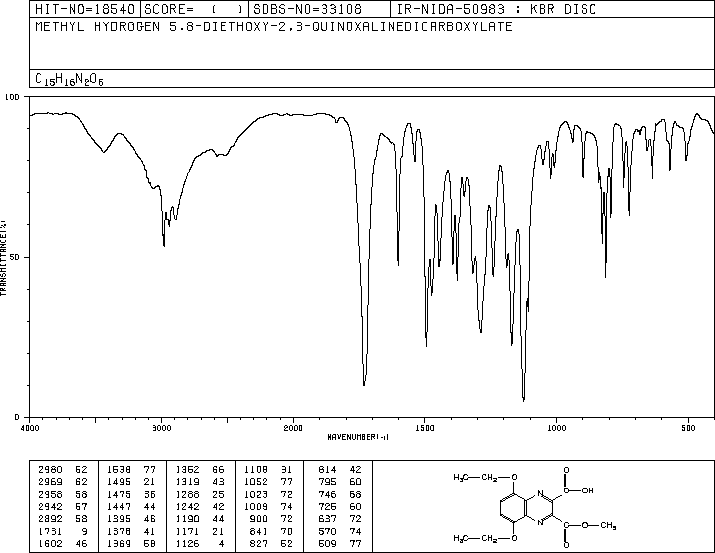 HIT-NO=18540 SCORE= ( ) SDBS-NO=33108 IR-NIDA-50983 : KBR DISC
METHYL HYDROGEN 5,8-DIETHOXY-2,3-QUINOXALINEDICARBOXYLATE
C15H16N2O6
100
50
0
TRANSMITTANCE(%)
4000 3000 2000 1500 1000 500
WAVENUMBER(-1)
2980 52 1538 77 1352 66 1108 31 814 42
2969 62 1495 21 1319 43 1052 77 795 60
2958 58 1475 36 1288 25 1023 72 746 68
2942 57 1447 44 1242 42 1009 74 725 60
2892 58 1395 46 1190 44 900 72 637 72
1731 9 1378 41 1171 21 841 70 570 74
1602 46 1369 58 1126 4 827 52 509 77
H3C O N O C OH
H3C O N C O CH3 O